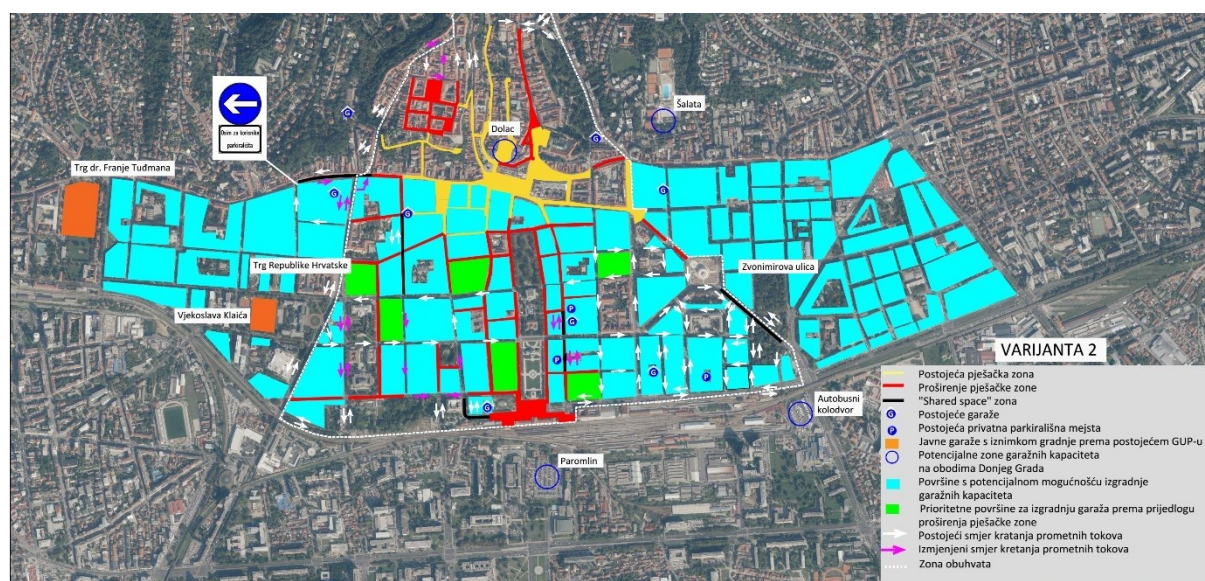 Šalata
Dolac
Osim za korisnike
parkirališta
Trg dr. Franje Tuđmana
G
G
G
G
G
Trg Republike Hrvatske
Zvonimirova ulica
Vjekoslava Klaića
P
G
P
G
P
G
Autobusni
kolodvor
Paromlin
VARIJANTA 2
Postojeća pješačka zona
Proširenje pješačke zone
"Shared space" zona
G Postojeće garaže
P Postojeća privatna parkirališna mejsta
Javne garaže s iznimkom gradnje prema postojećem GUP-u
Potencijalne zone garažnih kapaciteta
na obodima Donjeg Grada
Površine s potencijalnom mogućnošću izgradnje
garažnih kapaciteta
Prioritetne površine za izgradnju garaža prema prijedlogu
proširenja pješačke zone
Postojeći smjer kratanja prometnih tokova
Izmjenjeni smjer kretanja prometnih tokova
Zona obuhvata